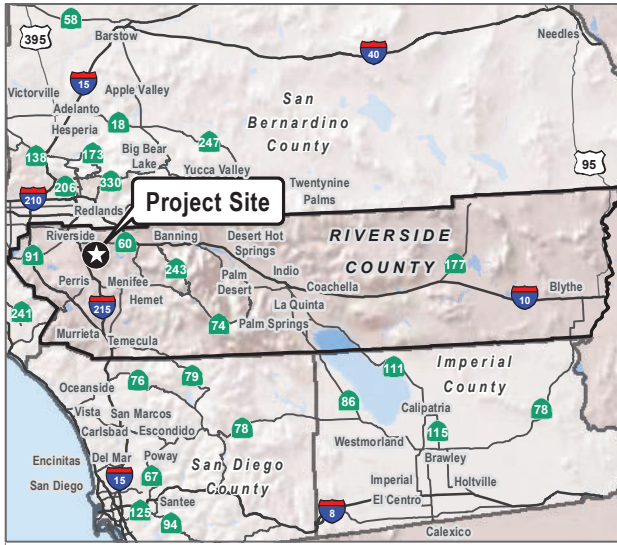 58
395
Barstow
Needles
40
15
Victorville
Apple Valley
Adelanto
Hesperia
18
San
Bernardino
County
247
138
173
Big Bear
Lake
Yucca Valley
95
206
330
Twentynine
Palms
210
Redlands
Project Site
Riverside
60
Banning
Desert Hot
Springs
RIVERSIDE
COUNTY
91
177
243
Perris
Menifee
Palm
Desert
Indio
Coachella
Blythe
Hemet
10
241
215
La Quinta
74
Palm Springs
Murrieta
Temecula
Imperial
County
111
Oceanside
76
79
86
78
Vista
San Marcos
Calipatria
Carlsbad
Escondido
78
115
Westmorland
Encinitas
Del Mar
Poway
San Diego
County
Brawley
San Diego
15
67
Imperial
Holtville
El Centro
Santee
125
94
8
Calexico